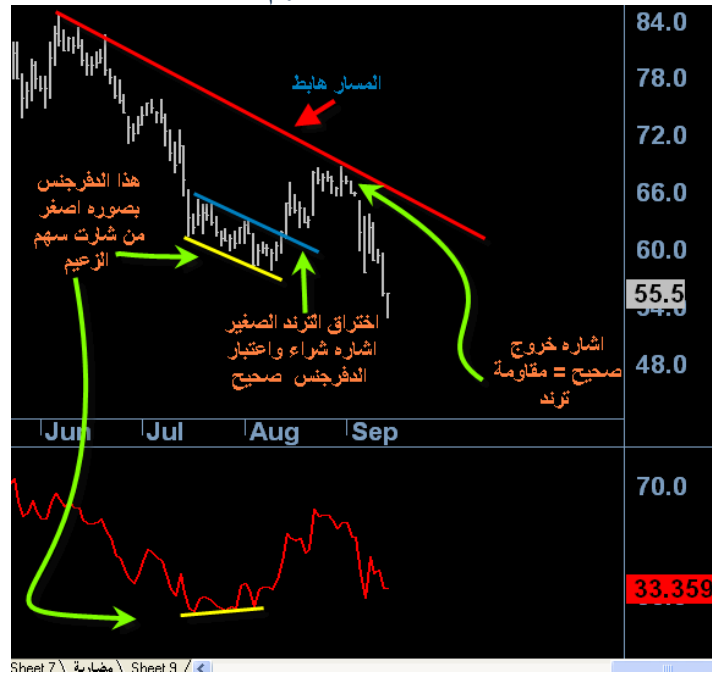 84.0
المسار هابط
78.0
72.0
هذا الدفرجنس
بصوره اصغر
من شارت سهم
الزعيم
66.0
60.0
55.5
اختراق الترند الصغير
اشاره شراء واعتبار
الدفرجنس صحيح
اشاره خروج
صحيح = مقاومة
ترند
48.0
Jun Jul Aug Sep
70.0
33.359
Sheet 7 مضاربة Sheet 9